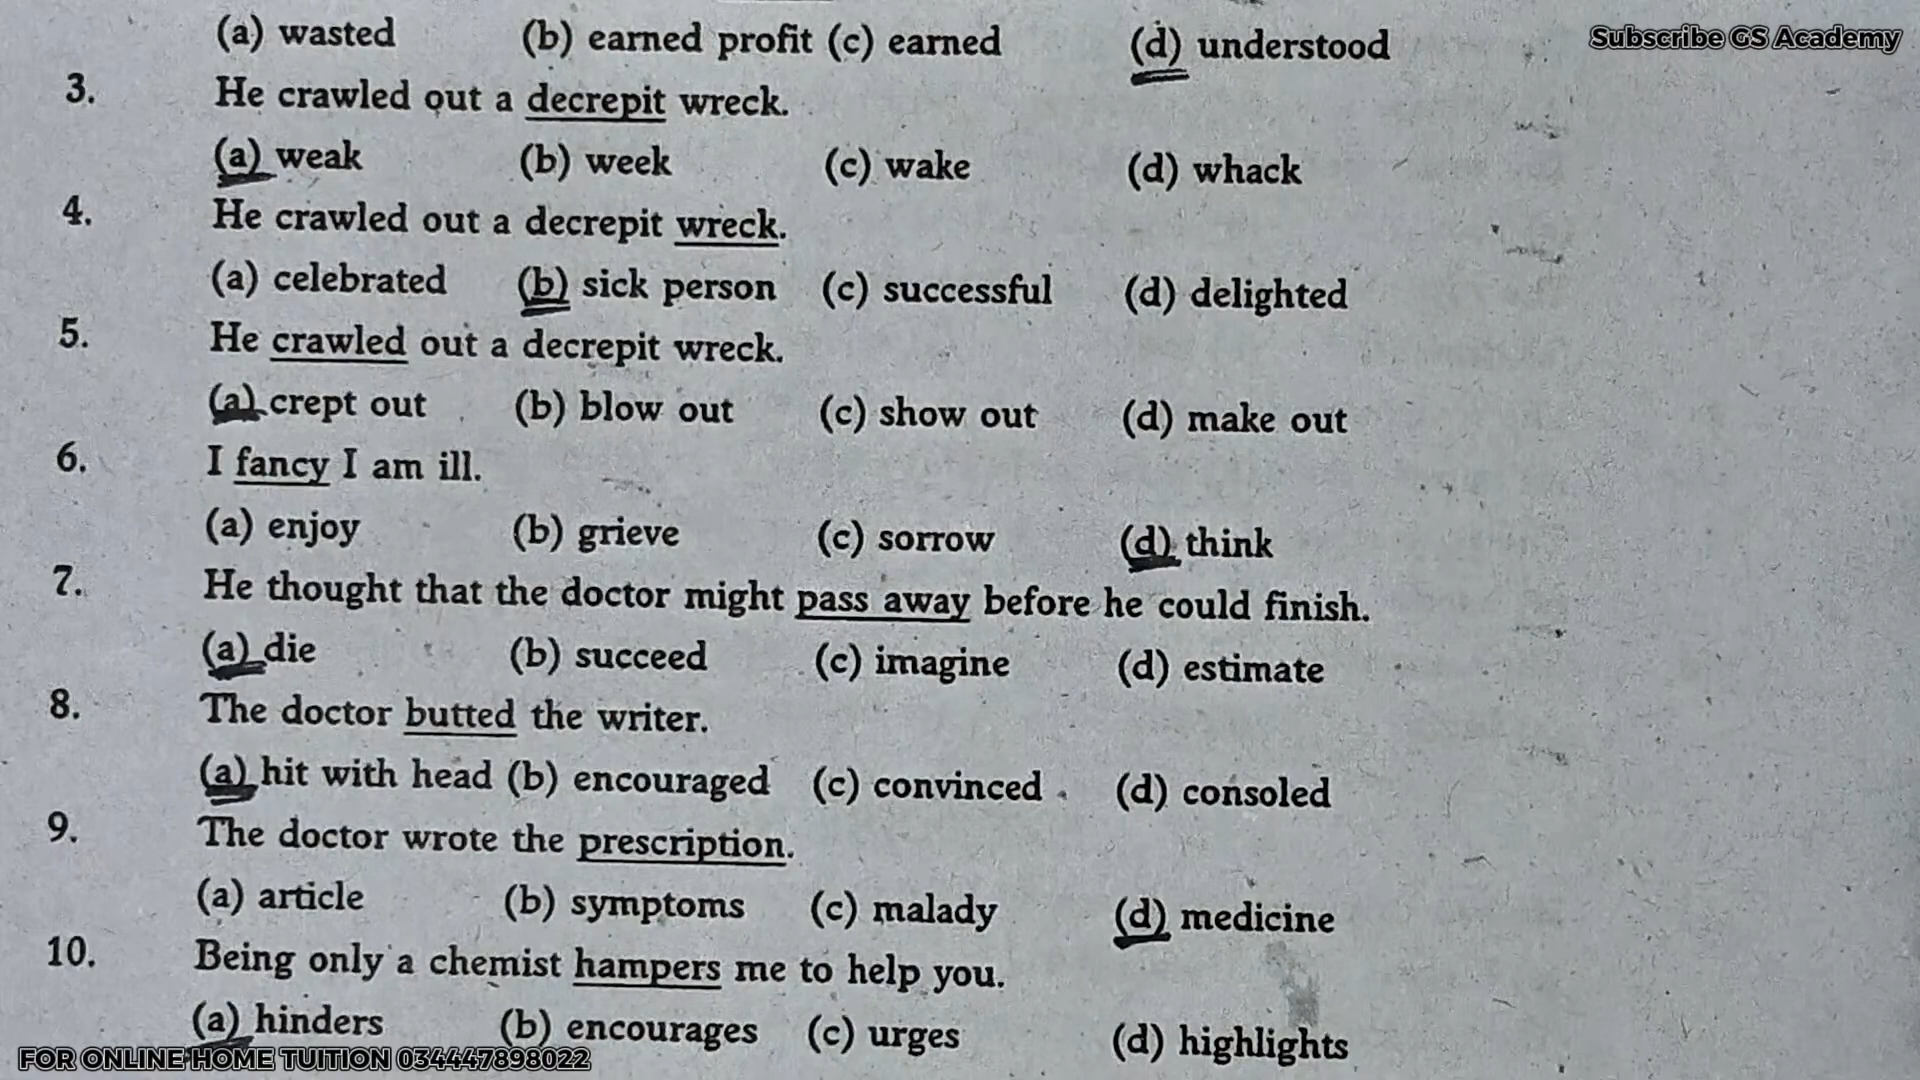 (a) wasted (b) earned profit (c) earned (d) understood
Subscribe GS Academy
3. He crawled out a decrepit wreck.
(a) weak (b) week (c) wake (d) whack
4. He crawled out a decrepit wreck.
(a) celebrated (b) sick person (c) successful (d) delighted
5. He crawled out a decrepit wreck.
(a) crept out (b) blow out (c) show out (d) make out
6. I fancy I am ill.
(a) enjoy (b) grieve (c) sorrow (d) think
7. He thought that the doctor might pass away before he could finish.
(a) die (b) succeed (c) imagine (d) estimate
8. The doctor butted the writer.
(a) hit with head (b) encouraged (c) convinced (d) consoled
9. The doctor wrote the prescription.
(a) article (b) symptoms (c) malady (d) medicine
10. Being only a chemist hampers me to help you.
(a) hinders (b) encourages (c) urges (d) highlights
FOR ONLINE HOME TUITION 034447898022